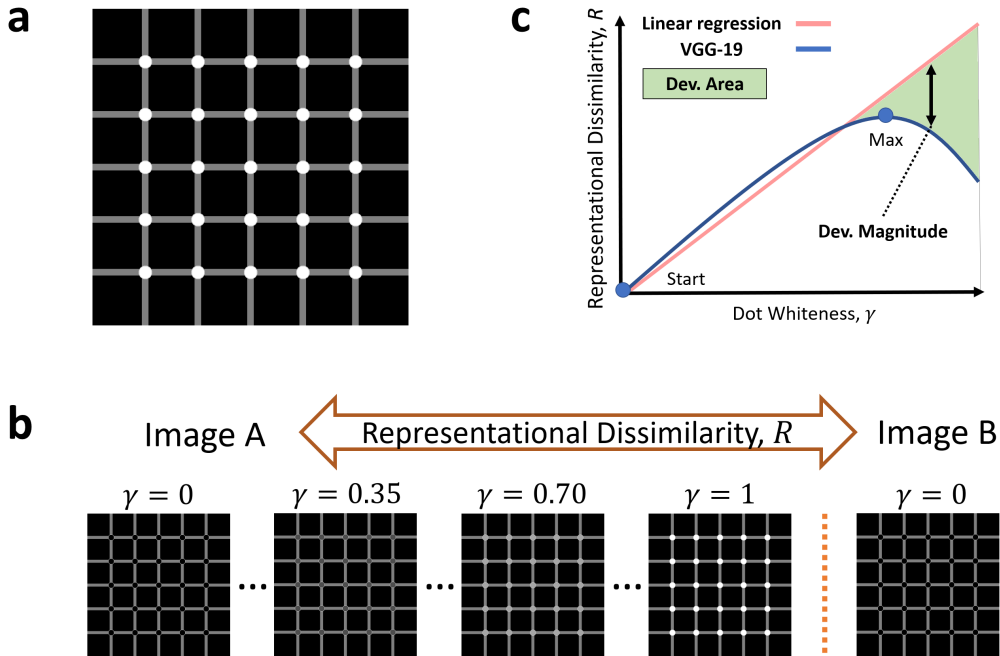 a
c
Linear regression
VGG-19
Dev. Area
Representational Dissimilarity, R
Max
Dev. Magnitude
Start
Dot Whiteness, γ
b
Image A
Representational Dissimilarity, R
Image B
γ = 0
γ = 0.35
γ = 0.70
γ = 1
γ = 0
... ... ...